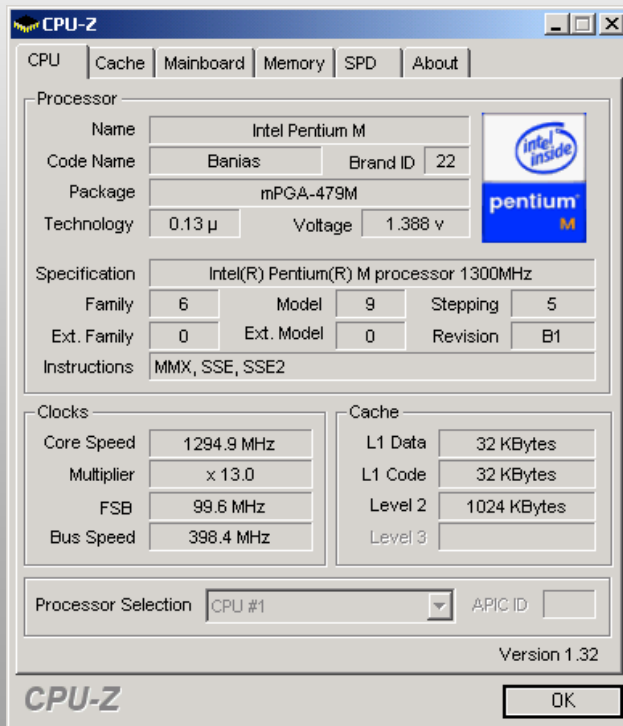 CPU-Z
CPU Cache Mainboard Memory SPD About
Processor
Name Intel Pentium M
Code Name Banias Brand ID 22
Package mPGA-479M
Technology 0.13 µ Voltage 1.388 v
intel inside
pentium M
Specification Intel(R) Pentium(R) M processor 1300MHz
Family 6 Model 9 Stepping 5
Ext. Family 0 Ext. Model 0 Revision B1
Instructions MMX, SSE, SSE2
Clocks
Core Speed 1294.9 MHz
Multiplier x 13.0
FSB 99.6 MHz
Bus Speed 398.4 MHz
Cache
L1 Data 32 KBytes
L1 Code 32 KBytes
Level 2 1024 KBytes
Level 3
Processor Selection CPU #1 APIC ID
Version 1.32
CPU-Z
OK